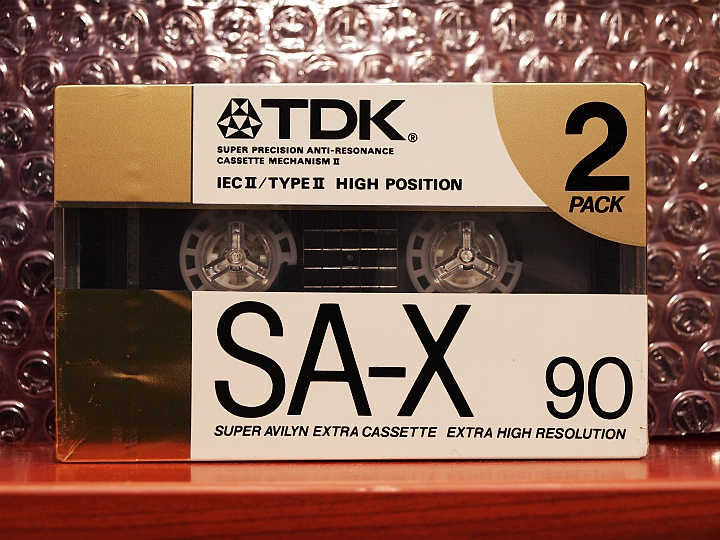 TDK®
SUPER PRECISION ANTI-RESONANCE
CASSETTE MECHANISM II
IEC II/TYPE II HIGH POSITION
2
PACK
SA-X 90
SUPER AVILYN EXTRA CASSETTE EXTRA HIGH RESOLUTION